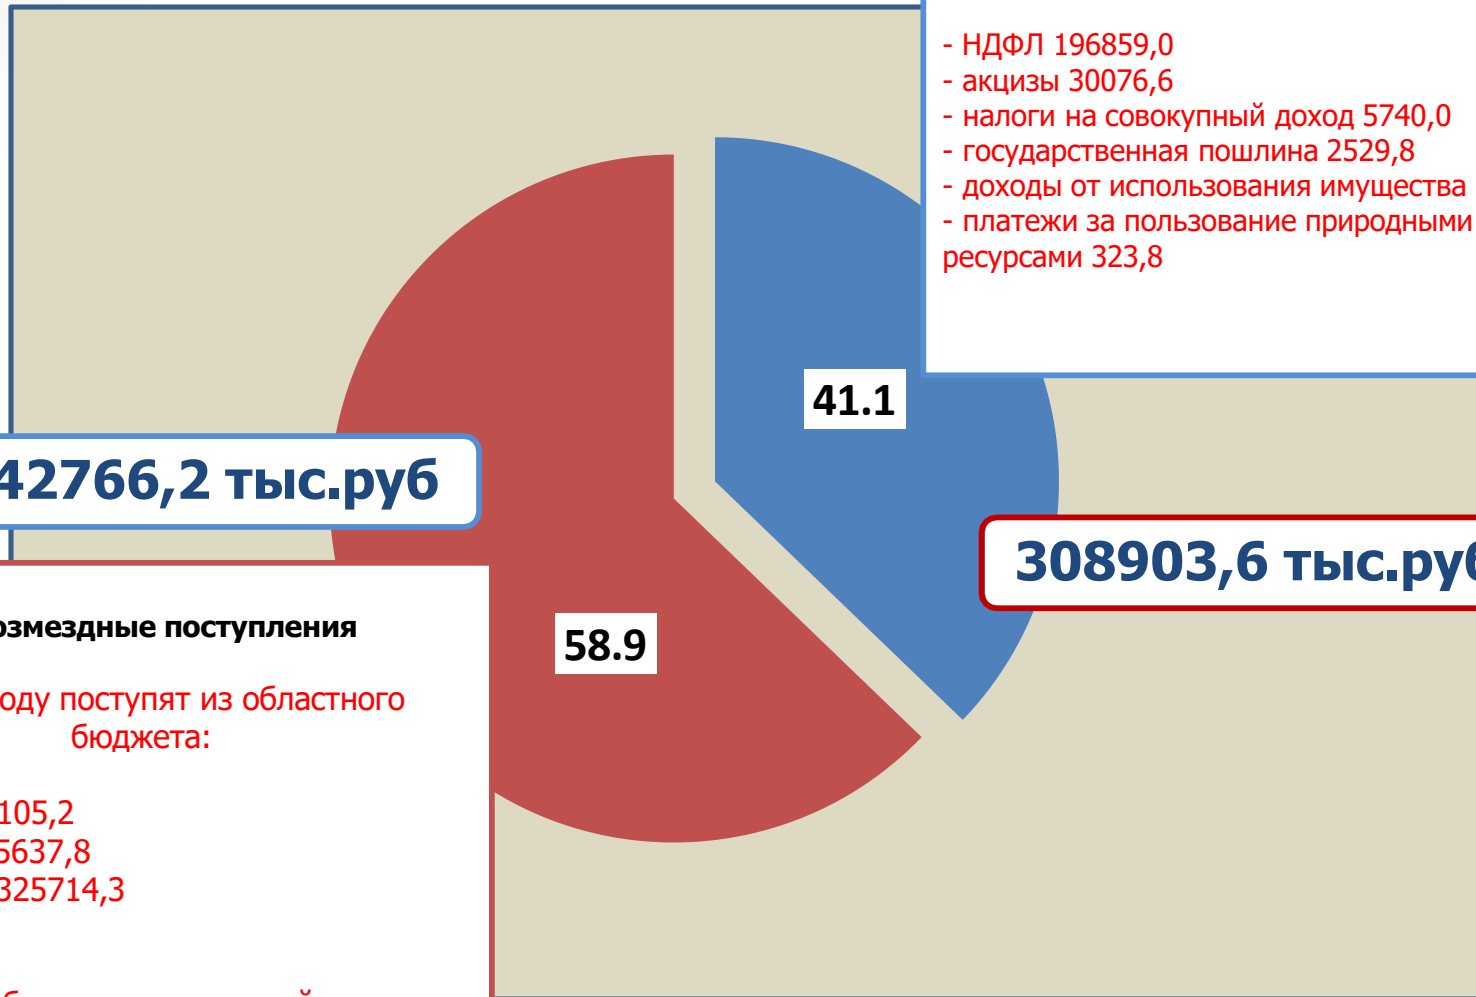 - НДФЛ 196859,0
- акцизы 30076,6
- налоги на совокупный доход 5740,0
- государственная пошлина 2529,8
- доходы от использования имущества
- платежи за пользование природными
ресурсами 323,8
41.1
42766,2 тыс.руб
308903,6 тыс.руб
58.9
озмездные поступления
оду поступят из областного
бюджета:
105,2
5637,8
325714,3